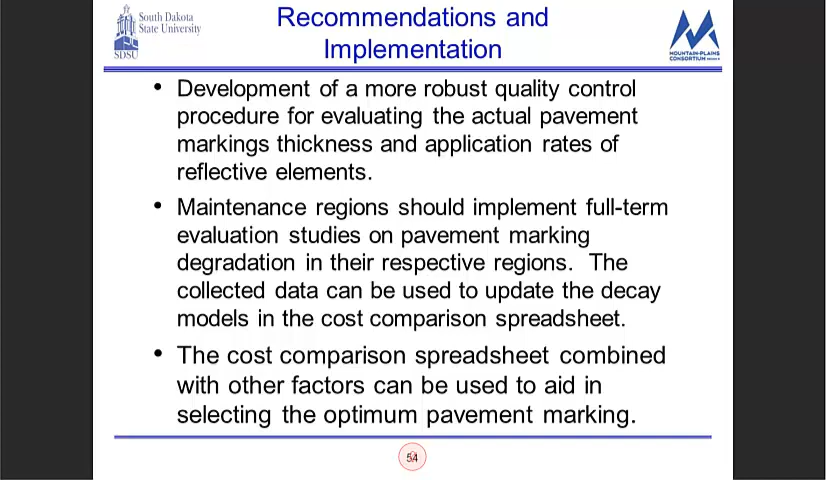 South Dakota
State University
SDSU
Recommendations and
Implementation
MOUNTAIN-PLAINS
CONSORTIUM
• Development of a more robust quality control
procedure for evaluating the actual pavement
markings thickness and application rates of
reflective elements.
• Maintenance regions should implement full-term
evaluation studies on pavement marking
degradation in their respective regions. The
collected data can be used to update the decay
models in the cost comparison spreadsheet.
• The cost comparison spreadsheet combined
with other factors can be used to aid in
selecting the optimum pavement marking.